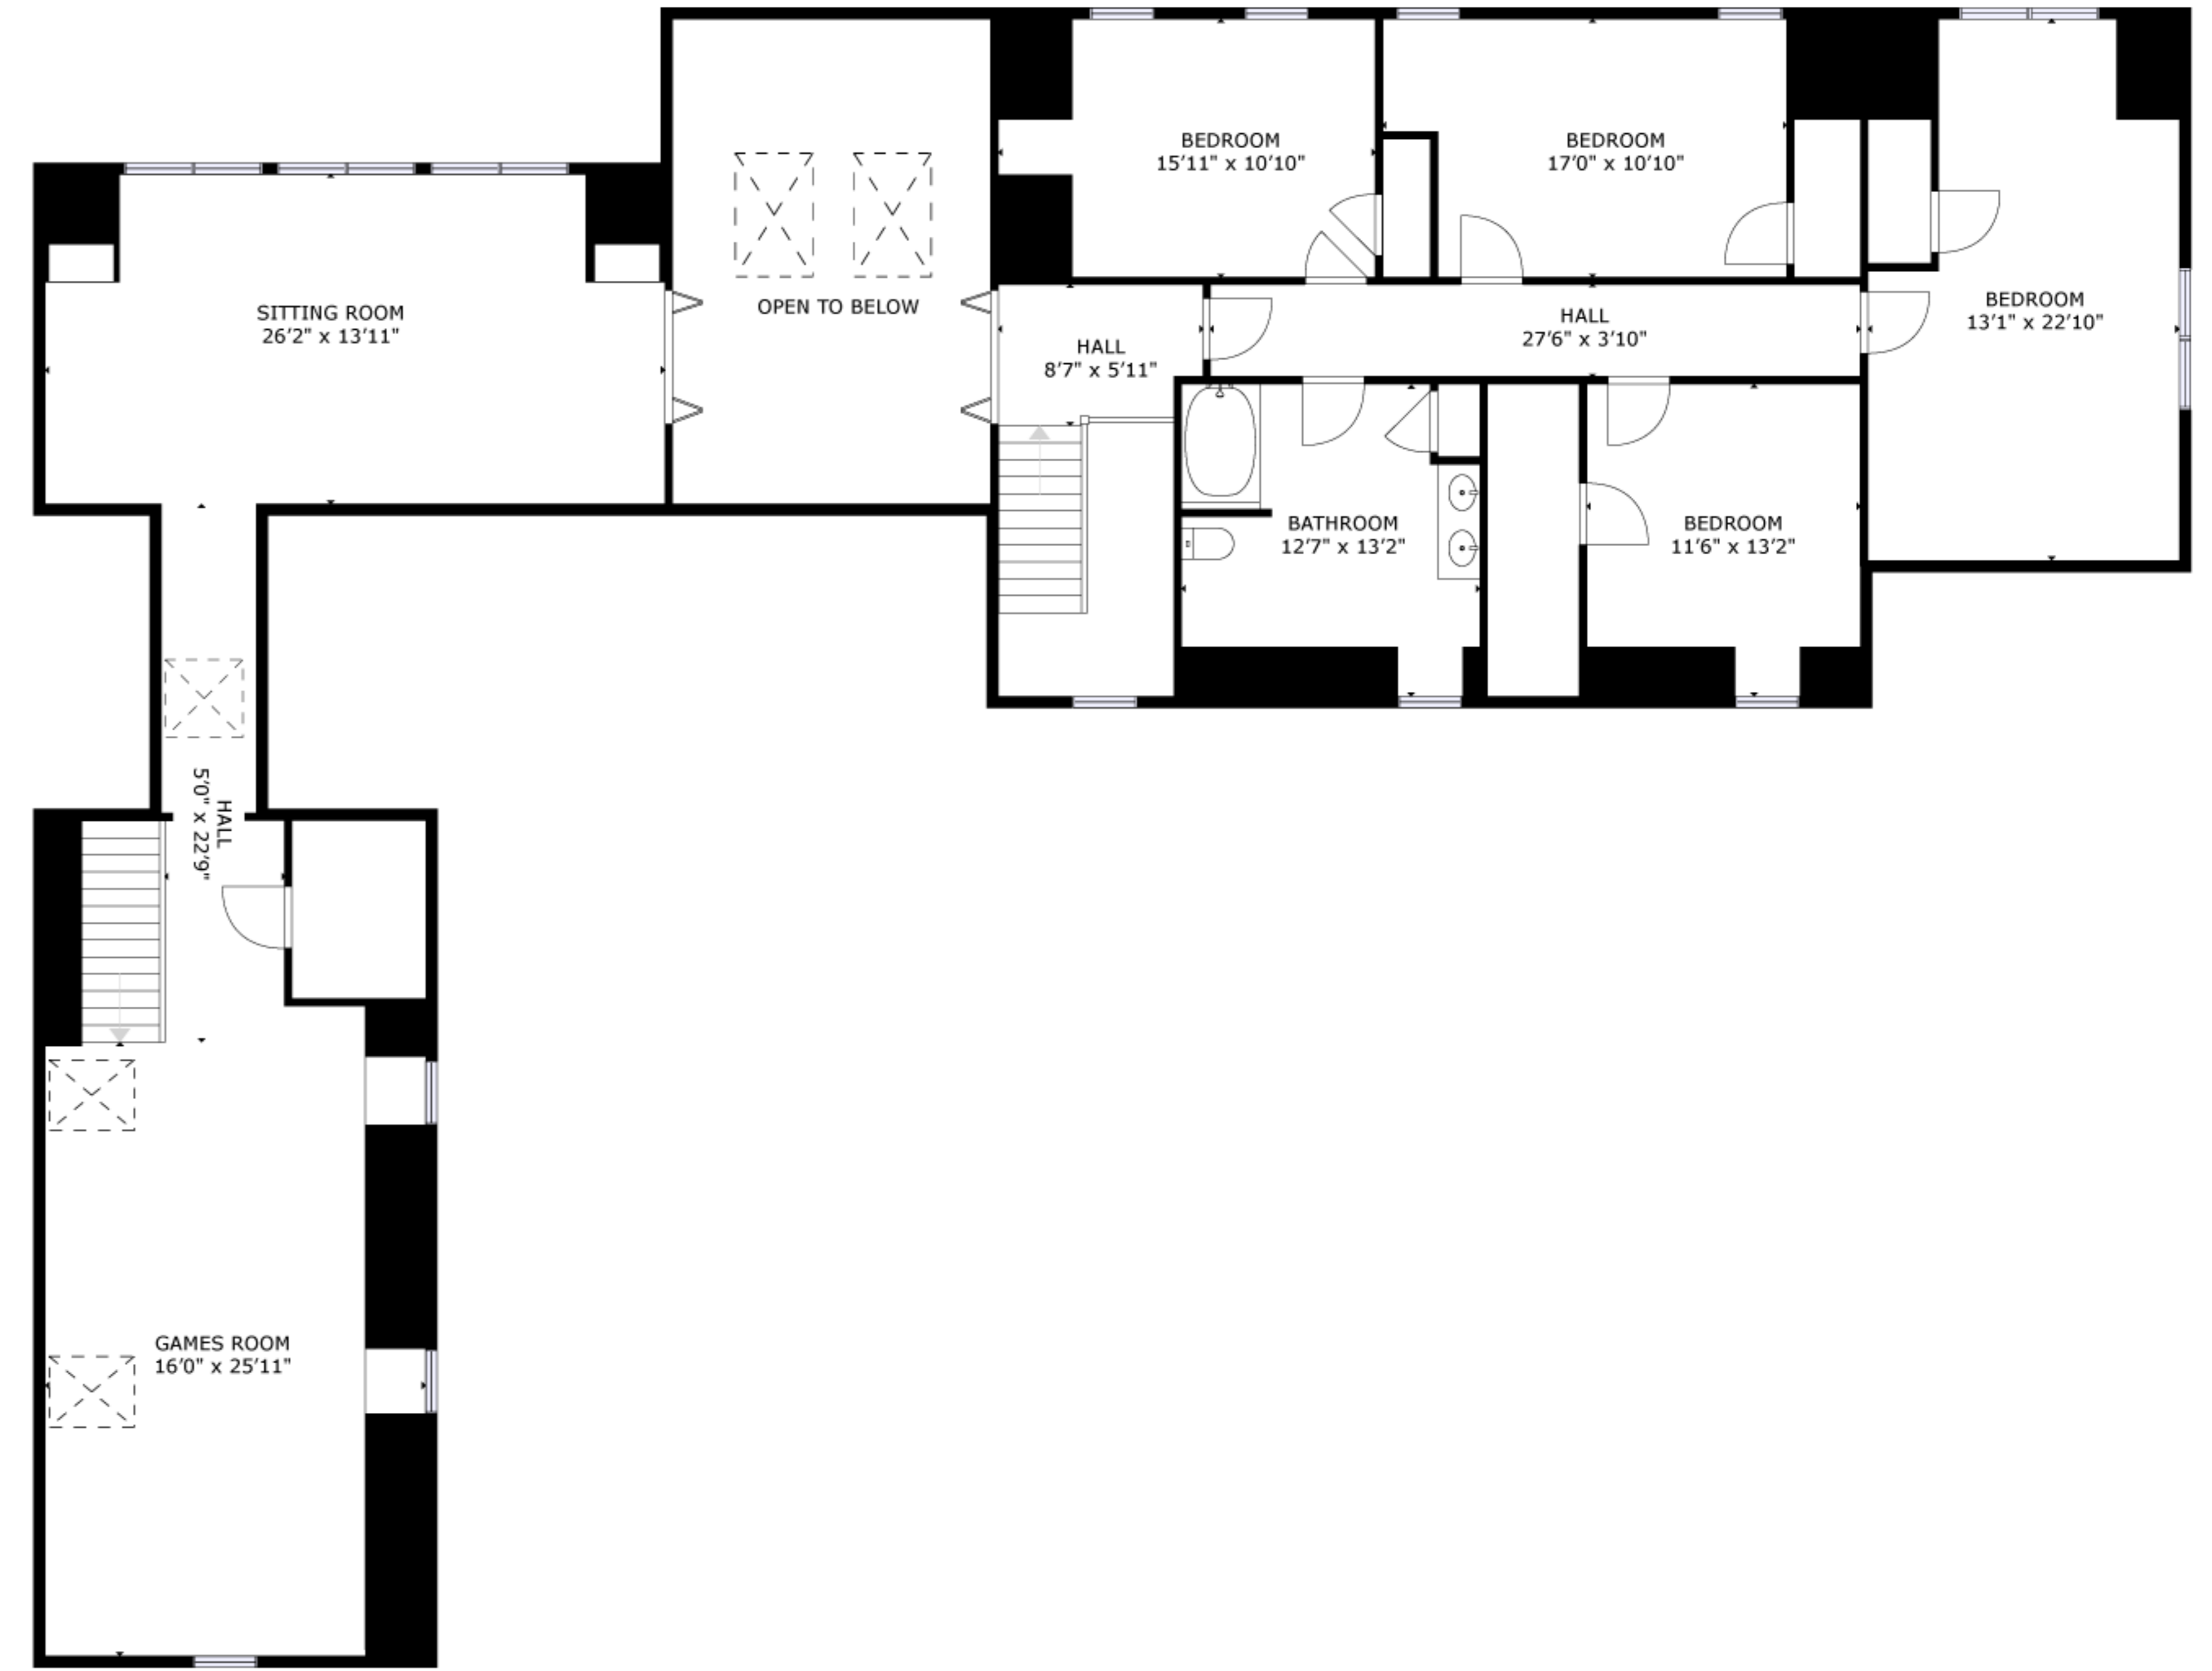 BEDROOM
15'11" x 10'10"
BEDROOM
17'0" x 10'10"
SITTING ROOM
26'2" x 13'11"
OPEN TO BELOW
HALL
8'7" x 5'11"
HALL
27'6" x 3'10"
BEDROOM
13'1" x 22'10"
BATHROOM
12'7" x 13'2"
BEDROOM
11'6" x 13'2"
HALL
5'0" x 22'9"
GAMES ROOM
16'0" x 25'11"